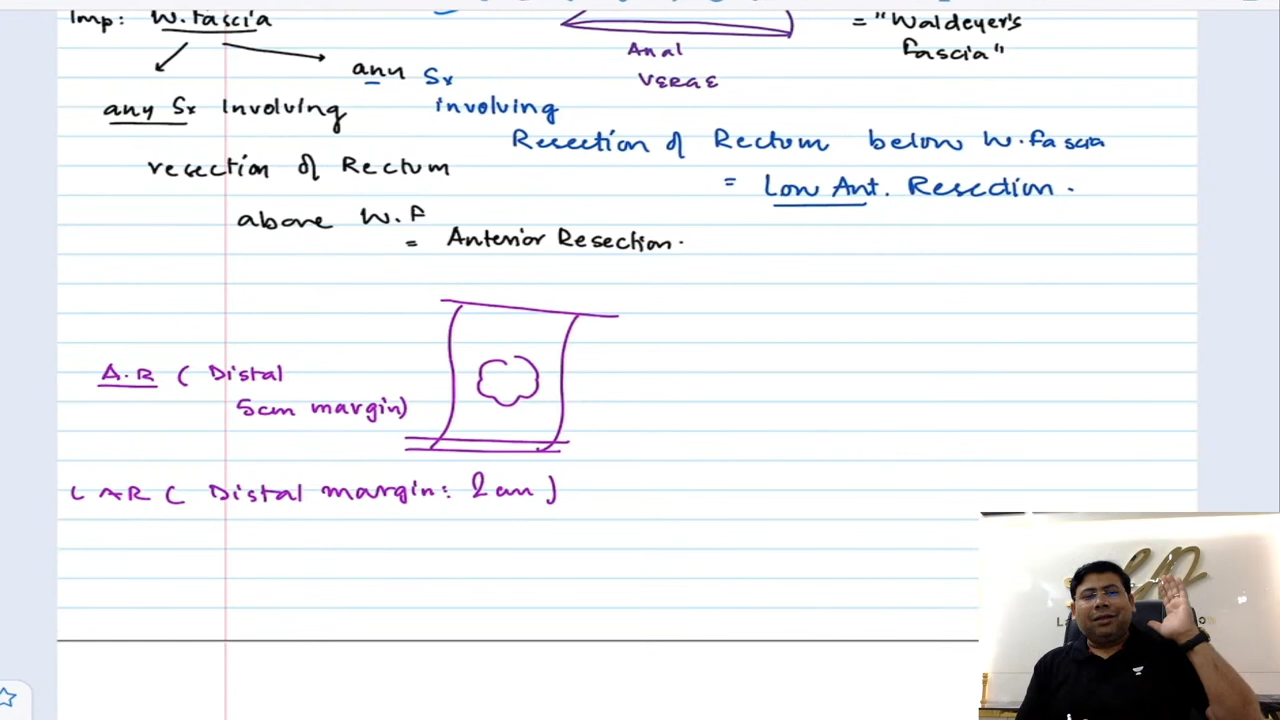 Imp: W.Fascia
= "Waldeyer's
fascia"
Anal
VERGE
any Sx Involving
resection of Rectum
above W.F
= Anterior Resection.
any Sx
involving
Resection of Rectum below W.fascia
= Low Ant. Resection.
A.R ( Distal
5cm margin)
LAR ( Distal margin: 2cm )